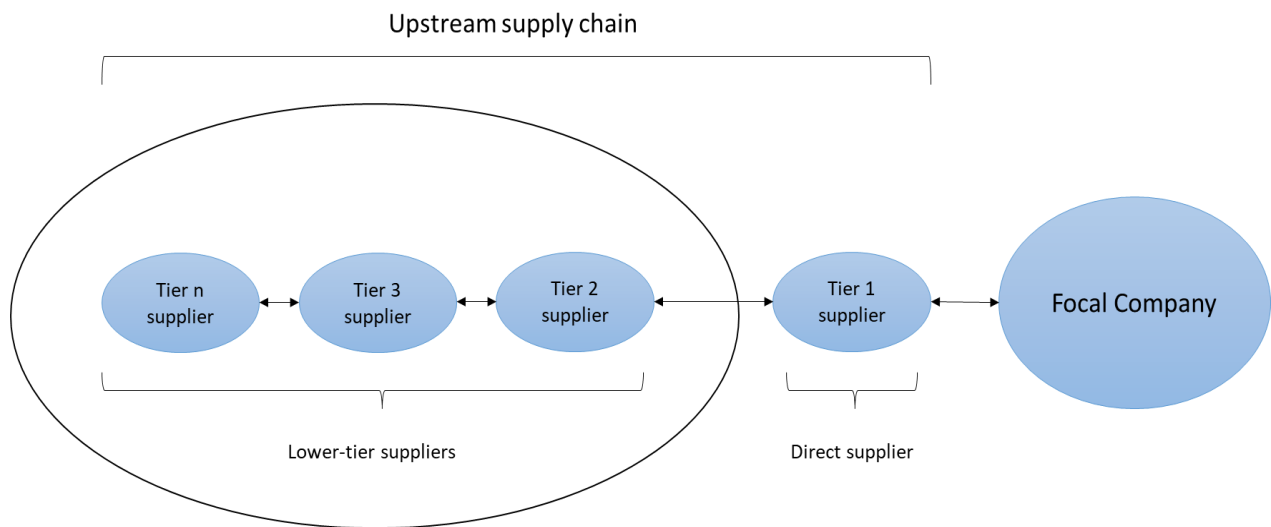 Upstream supply chain
Tier n
supplier
Tier 3
supplier
Tier 2
supplier
Tier 1
supplier
Focal Company
Lower-tier suppliers
Direct supplier